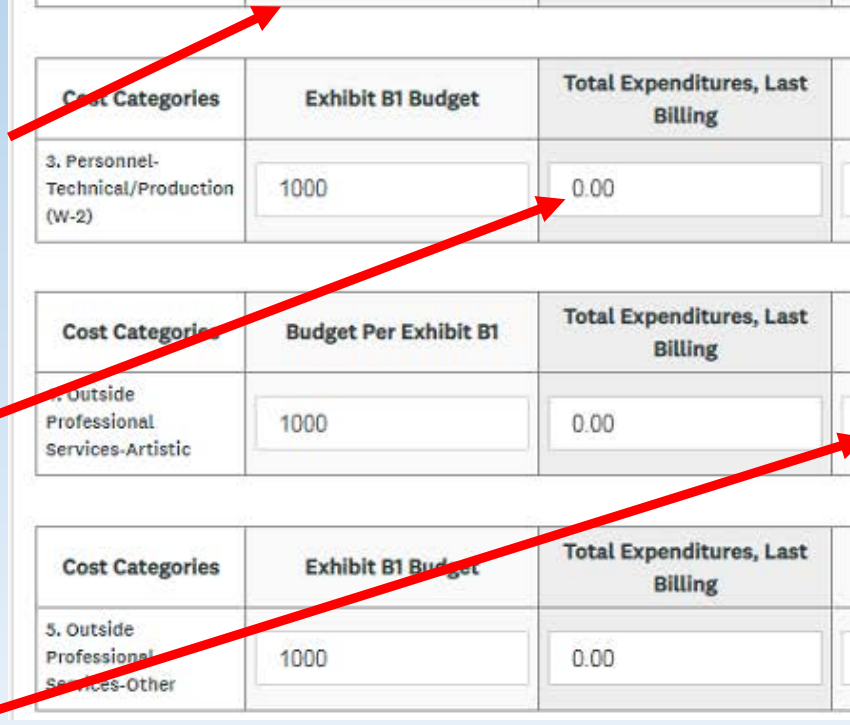 Cost Categories
Exhibit B1 Budget
Total Expenditures, Last
Billing
3. Personnel-
Technical/Production
(W-2)
1000
0.00
Cost Categories
Budget Per Exhibit B1
Total Expenditures, Last
Billing
Outside
Professional
Services-Artistic
1000
0.00
Cost Categories
Exhibit B1 Budget
Total Expenditures, Last
Billing
5. Outside
Professional
Services-Other
1000
0.00